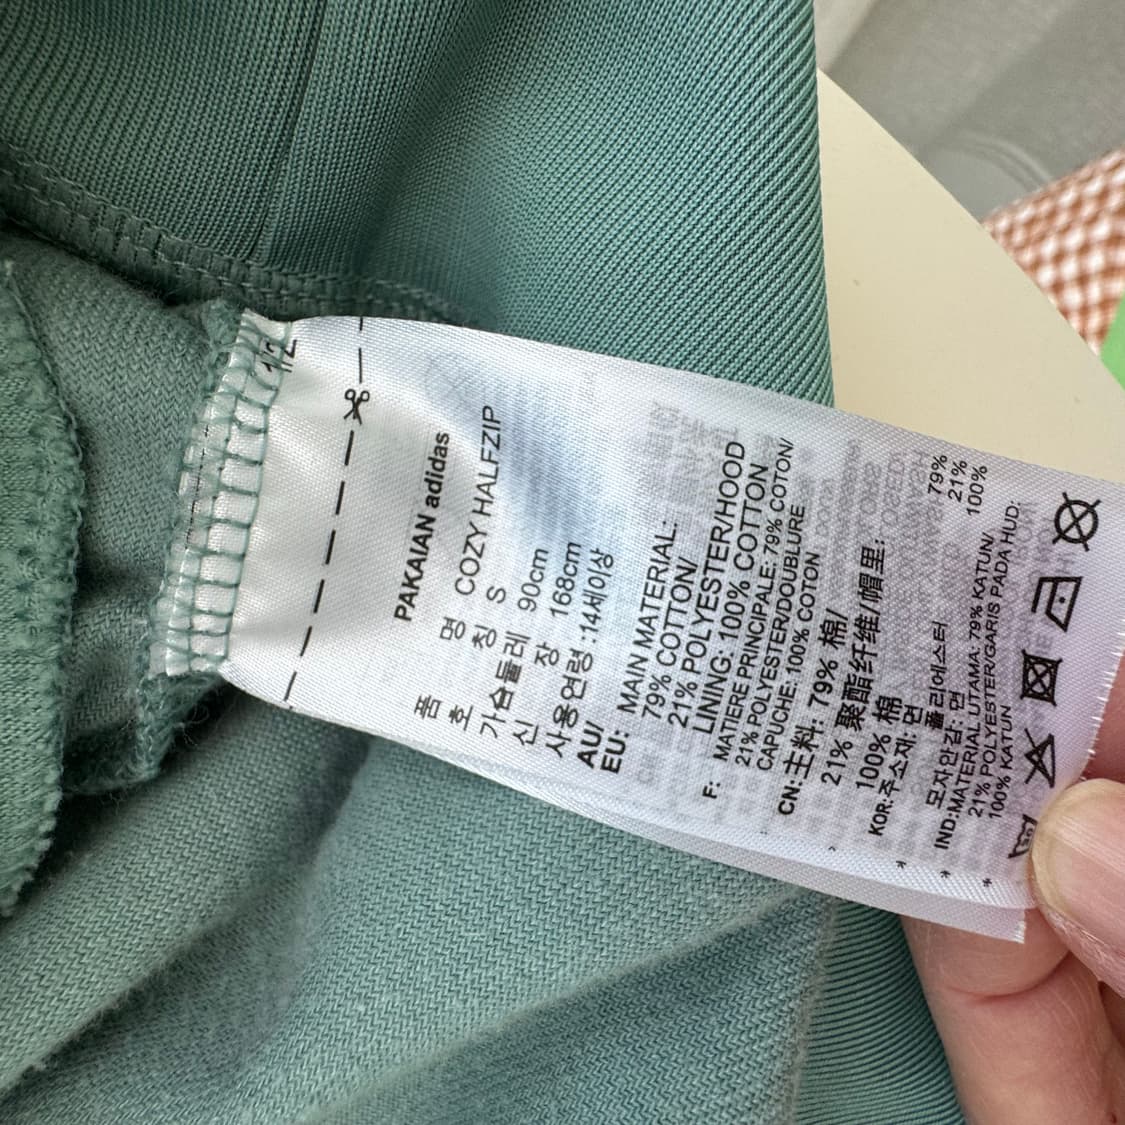 PAKAIAN adidas
품 명 COZY HALFZIP
호 칭 S
가슴둘레 90cm
신 장 168cm
사용연령 :14세이상
AU/
EU: MAIN MATERIAL:
79% COTTON/
21% POLYESTER/HOOD
LINING: 100% COTTON
F: MATIERE PRINCIPALE: 79% COTON/
21% POLYESTER/DOUBLURE
CAPUCHE: 100% COTON
CN:主料: 79% 棉/
21% 聚酯纤维/帽里:
100% 棉
KOR:주소재: 면 79%
폴리에스터 21%
모자안감: 면 100%
IND:MATERIAL UTAMA: 79% KATUN/
21% POLYESTER/GARIS PADA HUD:
100% KATUN